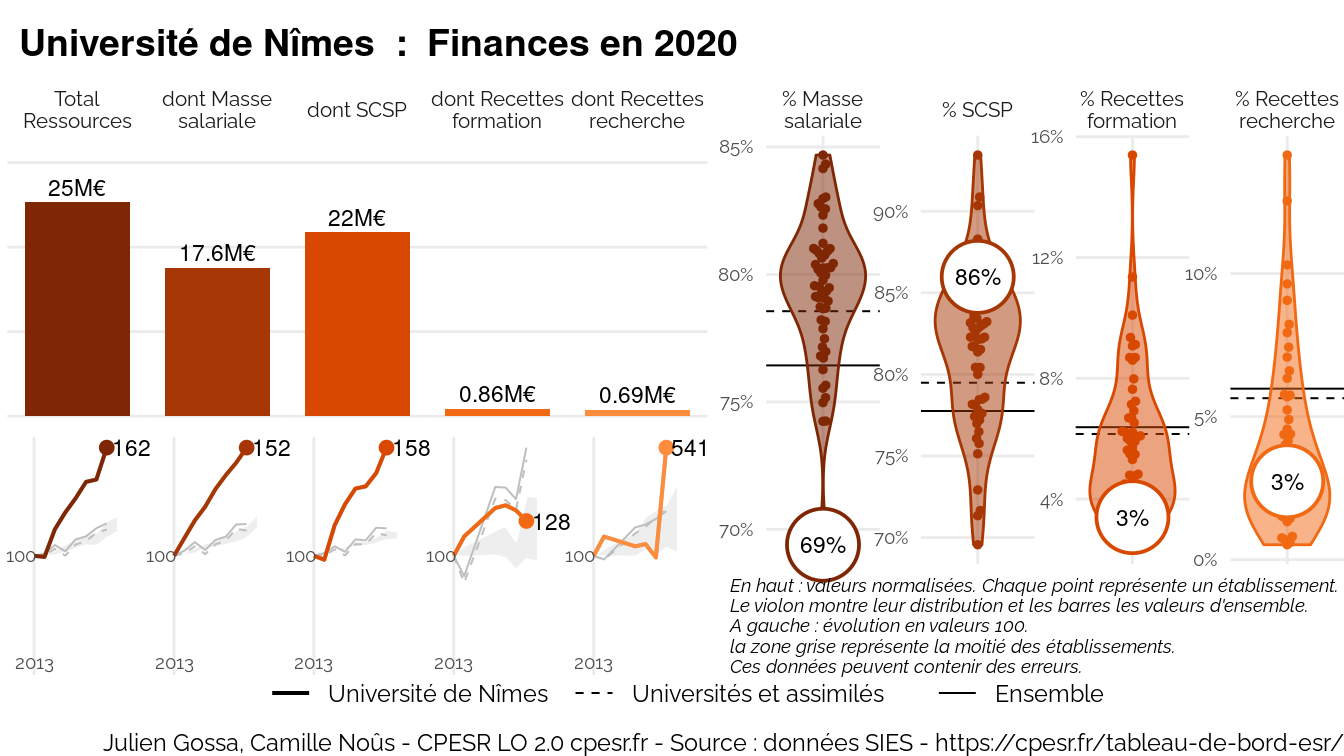 Université de Nîmes : Finances en 2020
Total
Ressources
dont Masse
salariale
dont SCSP
dont Recettes
formation
dont Recettes
recherche
25M€
17.6M€
22M€
0.86M€
0.69M€
162
152
158
128
541
100
100
100
100
100
2013
2013
2013
2013
2013
% Masse
salariale
85%
80%
75%
70%
69%
% SCSP
90%
85%
80%
75%
70%
86%
% Recettes
formation
16%
12%
8%
4%
3%
% Recettes
recherche
10%
5%
0%
3%
En haut : valeurs normalisées. Chaque point représente un établissement.
Le violon montre leur distribution et les barres les valeurs d'ensemble.
A gauche : évolution en valeurs 100.
la zone grise représente la moitié des établissements.
Ces données peuvent contenir des erreurs.
Université de Nîmes
Universités et assimilés
Ensemble
Julien Gossa, Camille Noûs - CPESR LO 2.0 cpesr.fr - Source : données SIES - https://cpesr.fr/tableau-de-bord-esr/